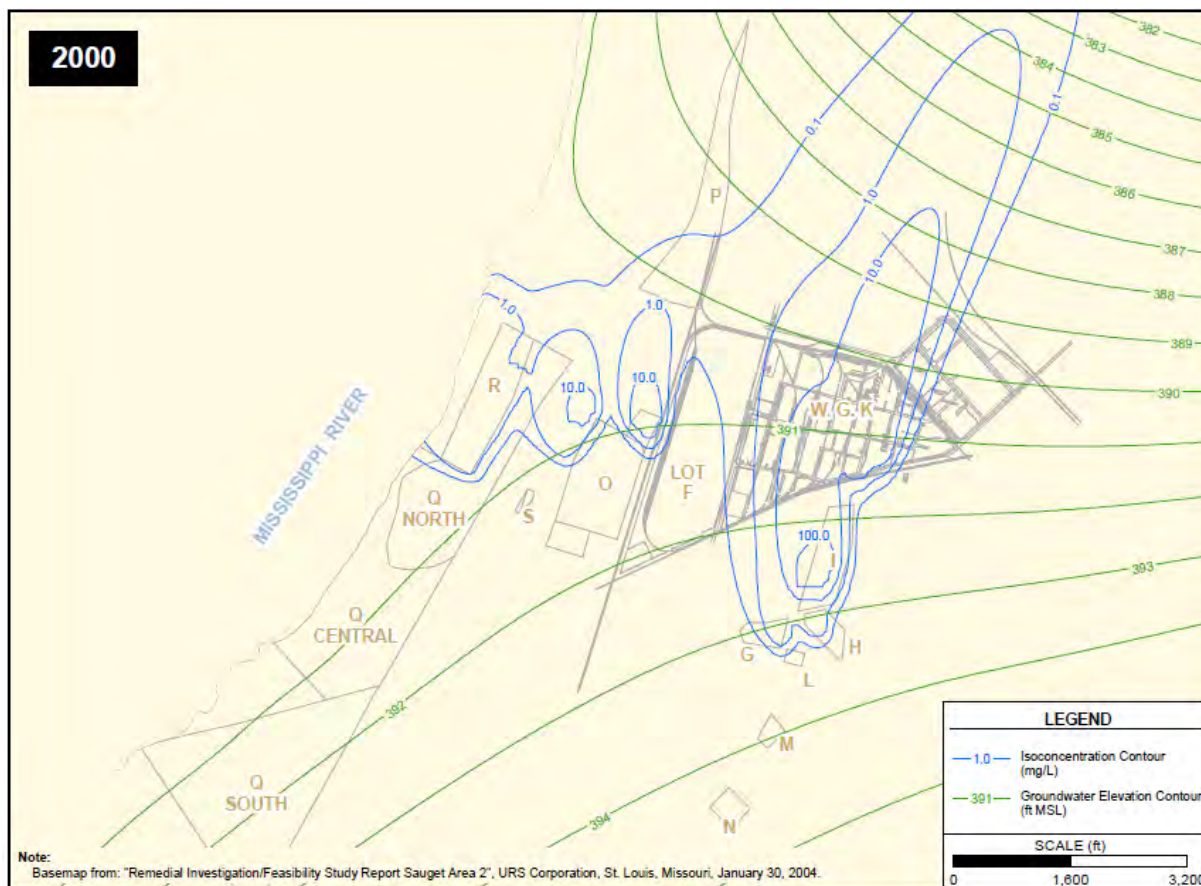 2000
382
383
384
385
386
387
388
389
390
391
393
392
394
0.1
0.1
1.0
10.0
1.0
1.0
10.0
10.0
100.0
P
R
W. G. K
LOT
F
O
S
Q
NORTH
Q
CENTRAL
Q
SOUTH
I
G
H
L
M
N
MISSISSIPPI RIVER
LEGEND
1.0 Isoconcentration Contour
(mg/L)
391 Groundwater Elevation Contour
(ft MSL)
SCALE (ft)
0 1,600 3,20
Note:
Basemap from: "Remedial Investigation/Feasibility Study Report Sauget Area 2", URS Corporation, St. Louis, Missouri, January 30, 2004.